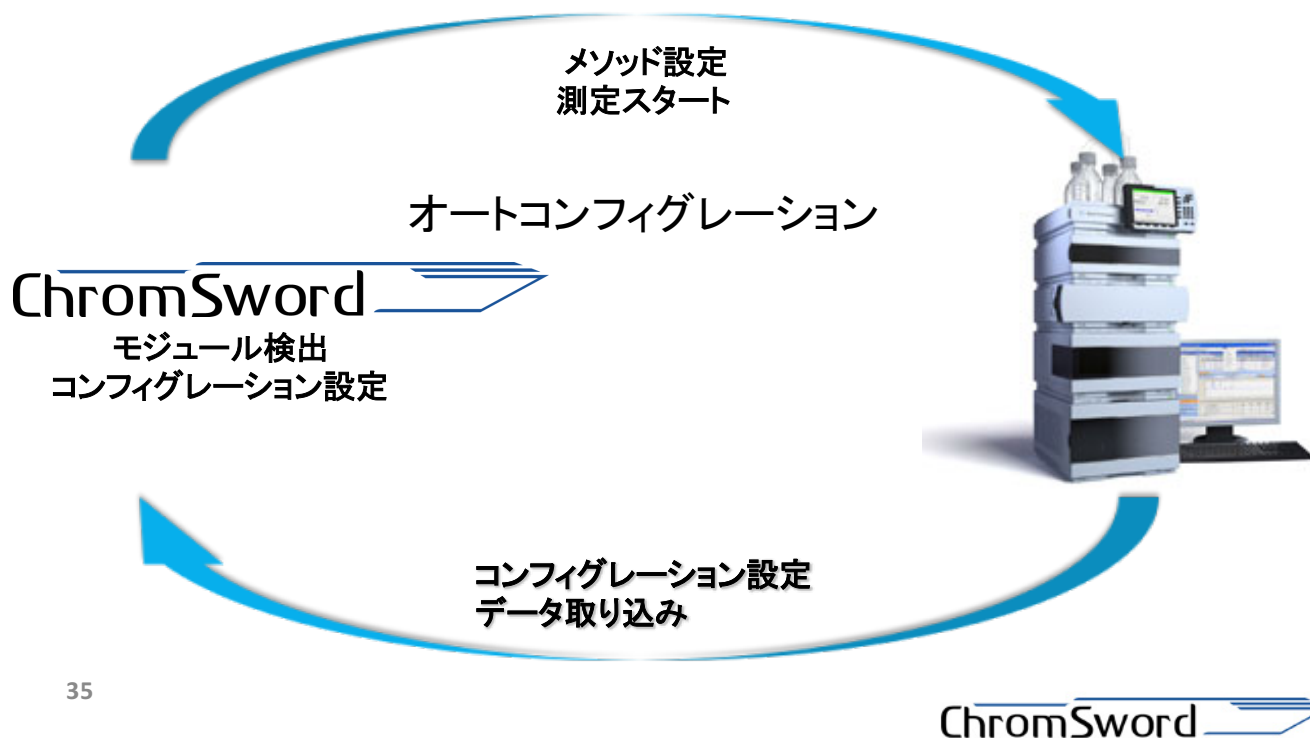 メソッド設定
測定スタート
オートコンフィグレーション
ChromSword
モジュール検出
コンフィグレーション設定
コンフィグレーション設定
データ取り込み
35
ChromSword